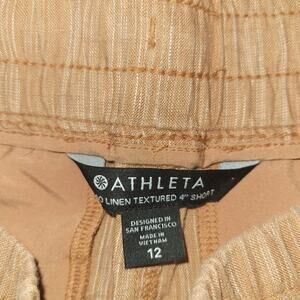 ATHLETA
LINEN TEXTURED 4" SHORT
DESIGNED IN
SAN FRANCISCO
MADE IN
VIETNAM
12